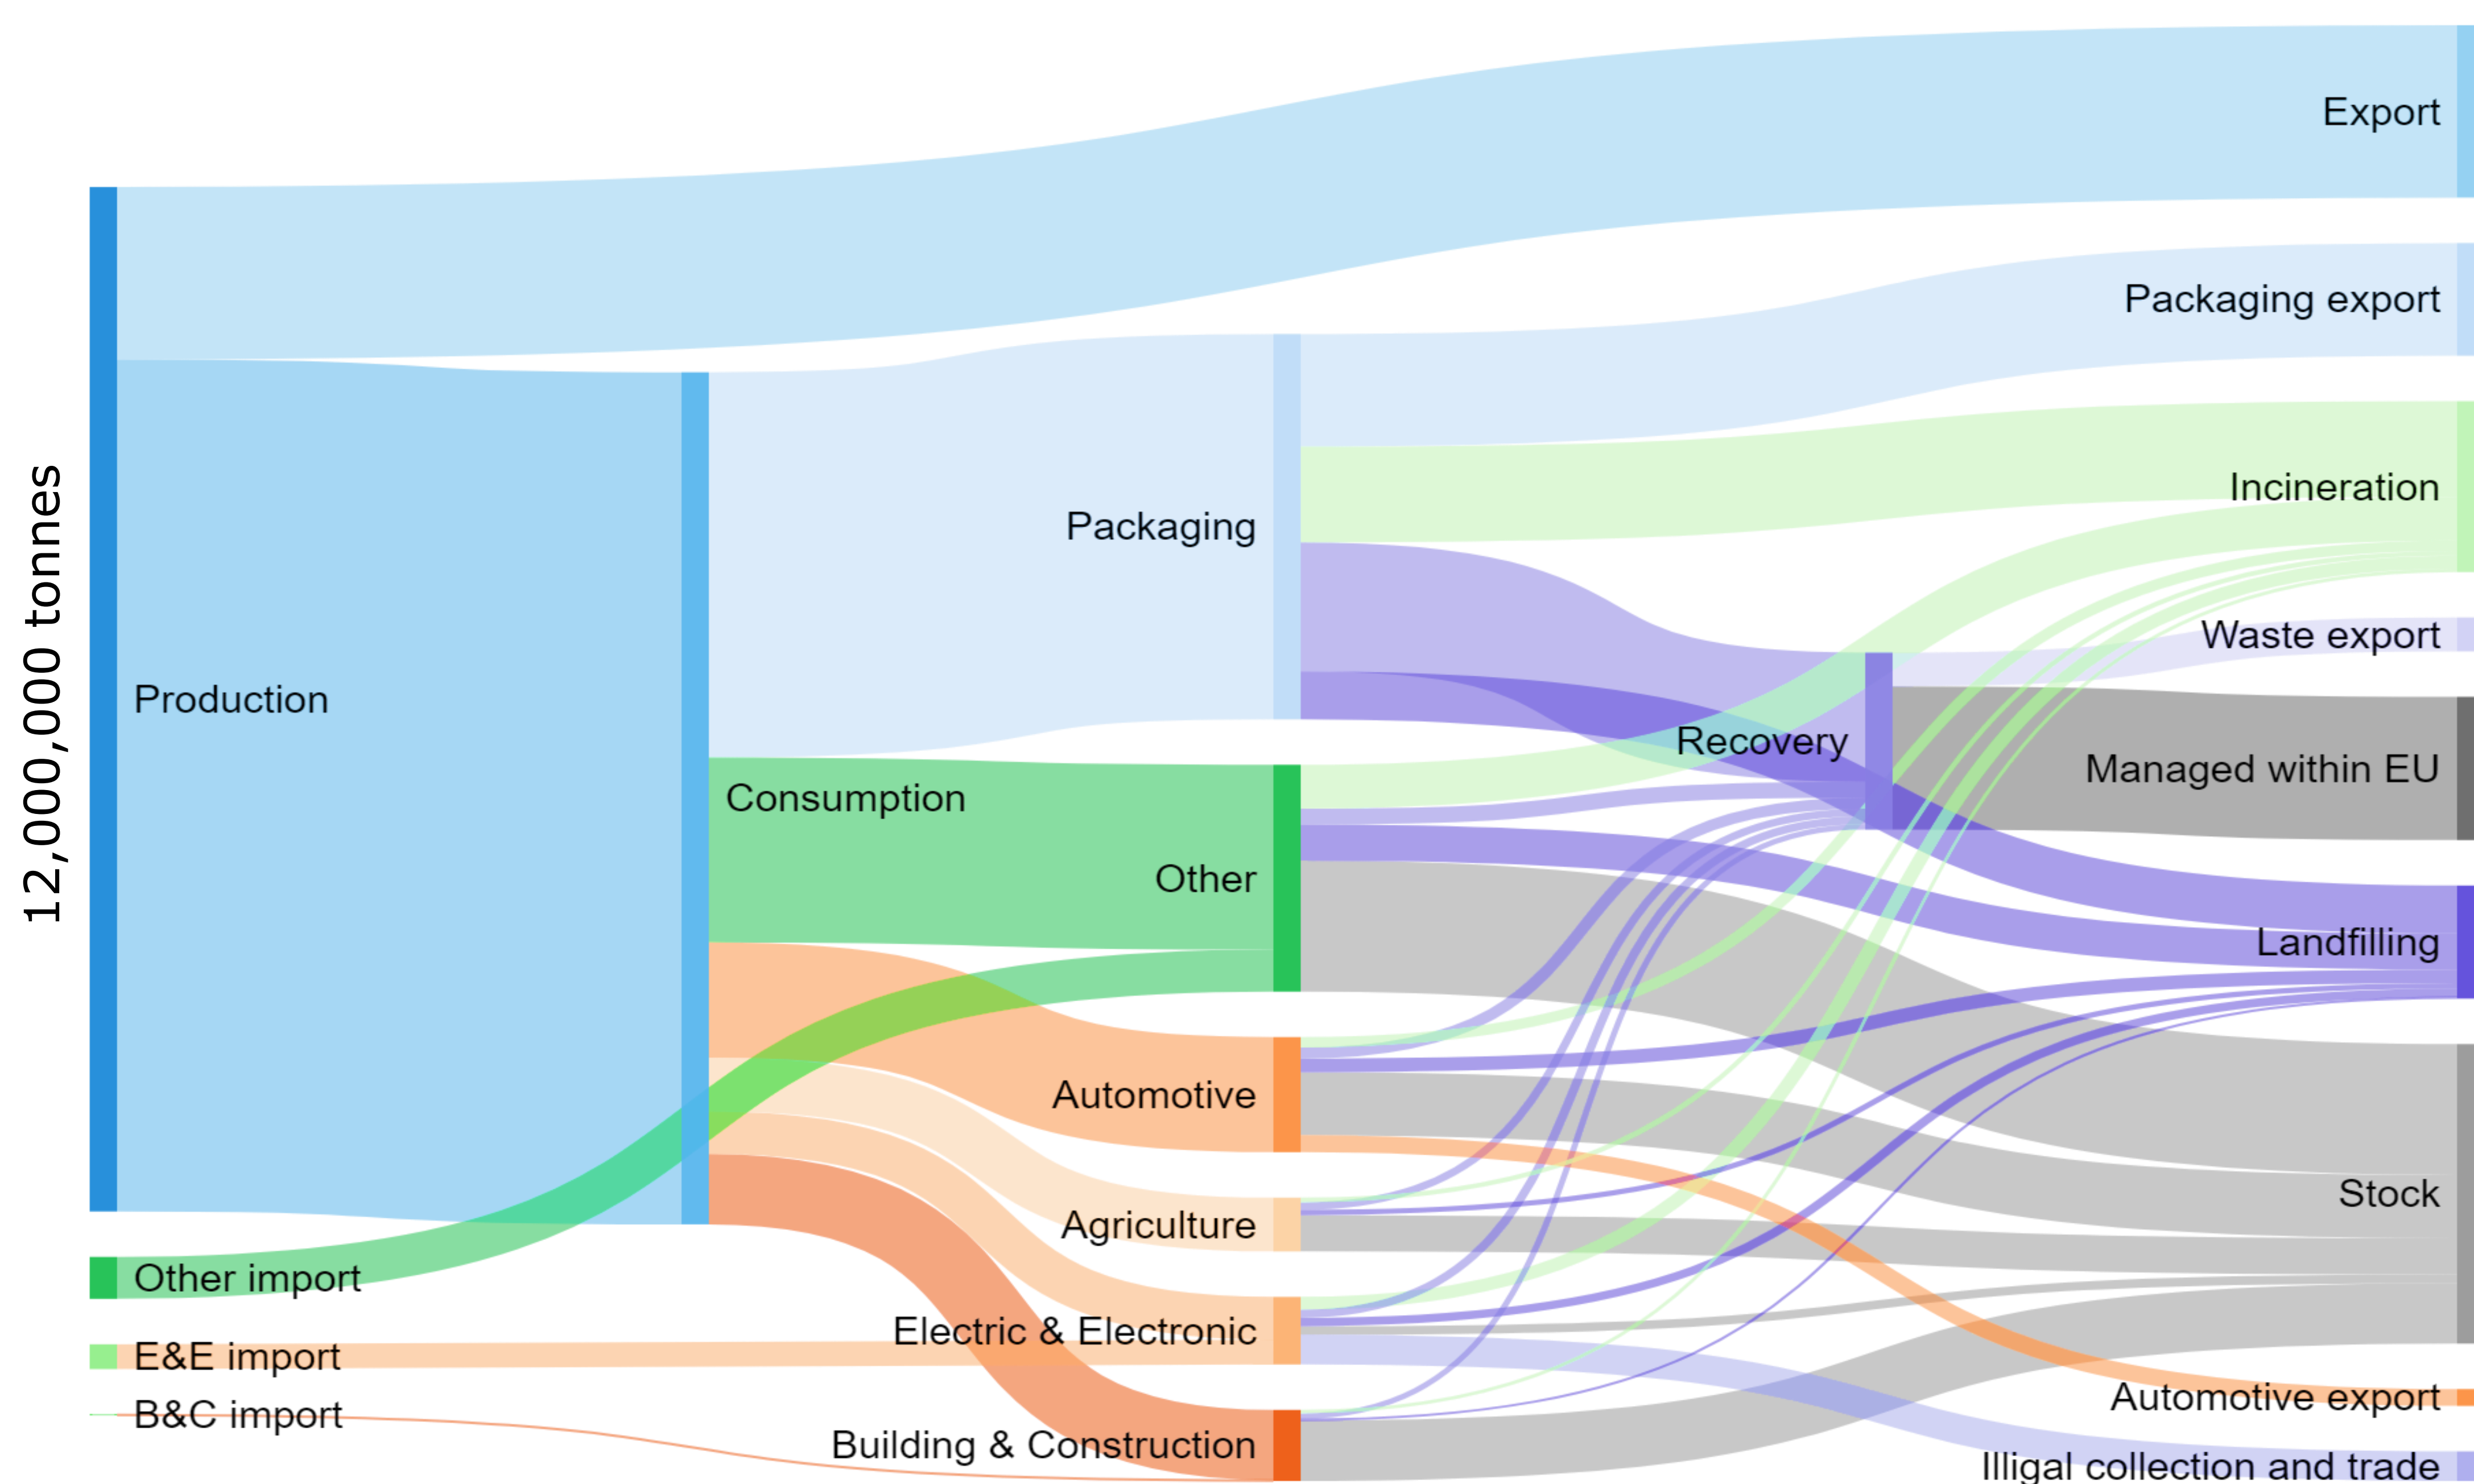 12,000,000 tonnes
Production
Other import
E&E import
B&C import
Consumption
Packaging
Other
Automotive
Agriculture
Electric & Electronic
Building & Construction
Recovery
Export
Packaging export
Incineration
Waste export
Managed within EU
Landfilling
Stock
Automotive export
Illigal collection and trade